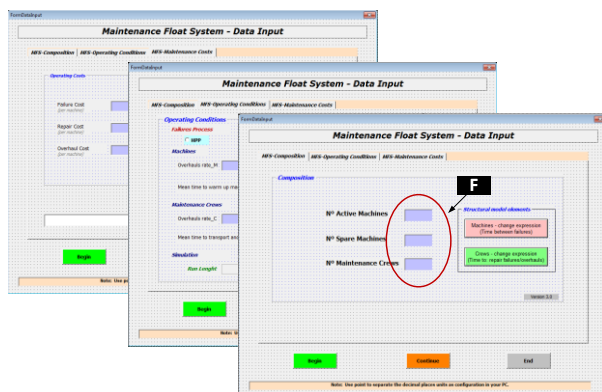 FormDataInput
Maintenance Float System - Data Input
MFS-Composition MFS-Operating Conditions MFS-Maintenance Costs
Operating Costs
Failure Cost
(per machine)
Repair Cost
(per machine)
Overhaul Cost
(per machine)
Begin
Note: Use po
FormDataInput
Maintenance Float System - Data Input
MFS-Composition MFS-Operating Conditions MFS-Maintenance Costs
Operating Conditions
Failures Process
HPP
Machines
Overhauls rate_M
Mean time to warm up ma
Maintenance Crews
Overhauls rate_C
Mean time to transport an
Simulation
Run Lenght
Begin
Note: U
FormDataInput
Maintenance Float System - Data Input
MFS-Composition MFS-Operating Conditions MFS-Maintenance Costs
Composition
F
Nº Active Machines
Nº Spare Machines
Nº Maintenance Crews
Structural model elements
Machines - change expression
(Time between failures)
Crews - change expression
(Time to repair failures/overhauls)
Version 3.0
Begin
Continue
End
Note: Use point to separate the decimal places units as configuration in your PC.